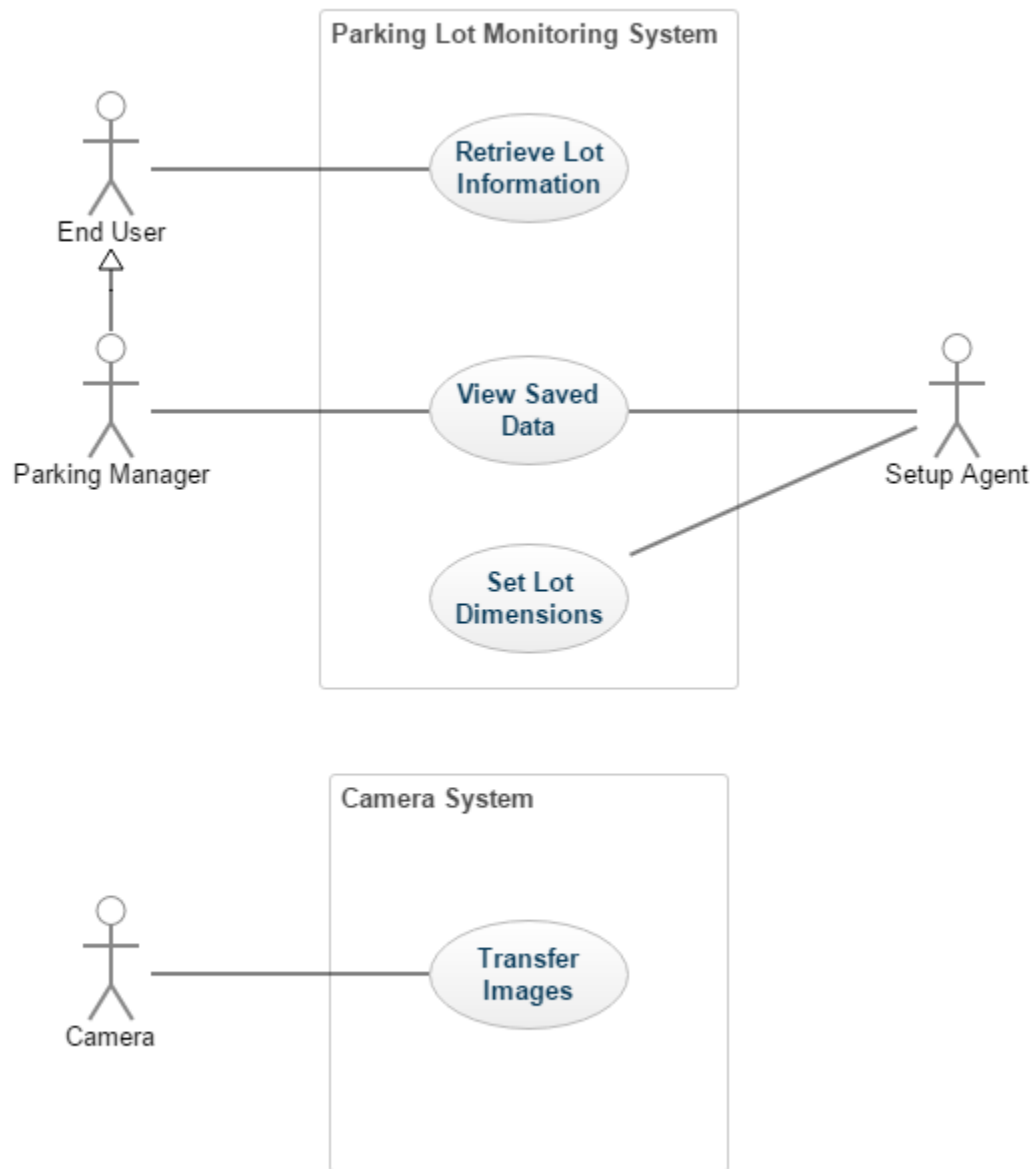 Parking Lot Monitoring System
Retrieve Lot
Information
End User
View Saved
Data
Parking Manager
Setup Agent
Set Lot
Dimensions
Camera System
Transfer
Images
Camera